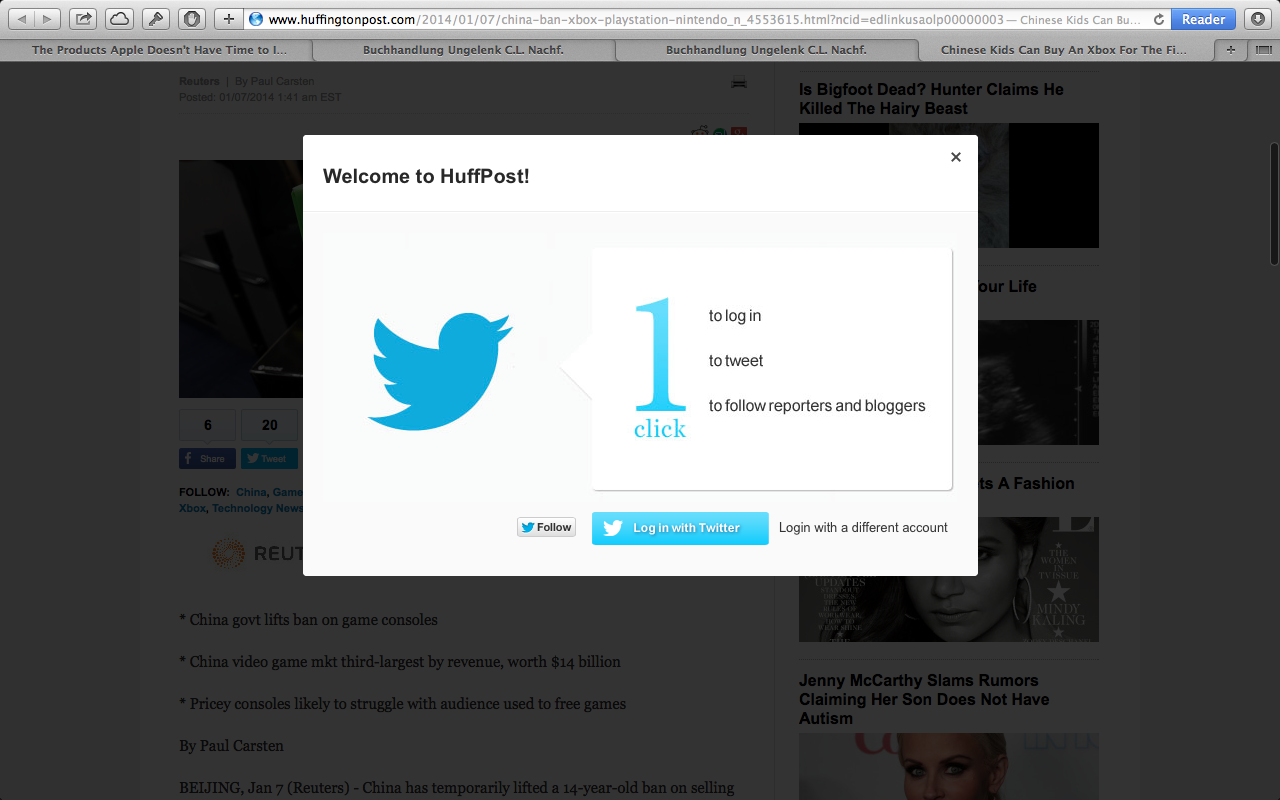 www.huffingtonpost.com/2014/01/07/china-ban-xbox-playstation-nintendo_n_4553615.html?ncid=edlinkusaolp00000003 — Chinese Kids Can Bu...
Reader
The Products Apple Doesn't Have Time to I...
Buchhandlung Ungelenk C.L. Nachf.
Buchhandlung Ungelenk C.L. Nachf.
Chinese Kids Can Buy An Xbox For The Fi...
Reuters | By Paul Carsten
Posted: 01/07/2014 1:41 am EST
Welcome to HuffPost!
1
click
to log in
to tweet
to follow reporters and bloggers
Follow
Log in with Twitter
Login with a different account
6
20
Share
Tweet
FOLLOW: China, Game
Xbox, Technology News
REUT
* China govt lifts ban on game consoles
* China video game mkt third-largest by revenue, worth $14 billion
* Pricey consoles likely to struggle with audience used to free games
By Paul Carsten
BEIJING, Jan 7 (Reuters) - China has temporarily lifted a 14-year-old ban on selling
Is Bigfoot Dead? Hunter Claims He
Killed The Hairy Beast
our Life
ts A Fashion
UPDATES
THE
WOMEN
IN
TV ISSUE
MINDY
KALING
Jenny McCarthy Slams Rumors
Claiming Her Son Does Not Have
Autism